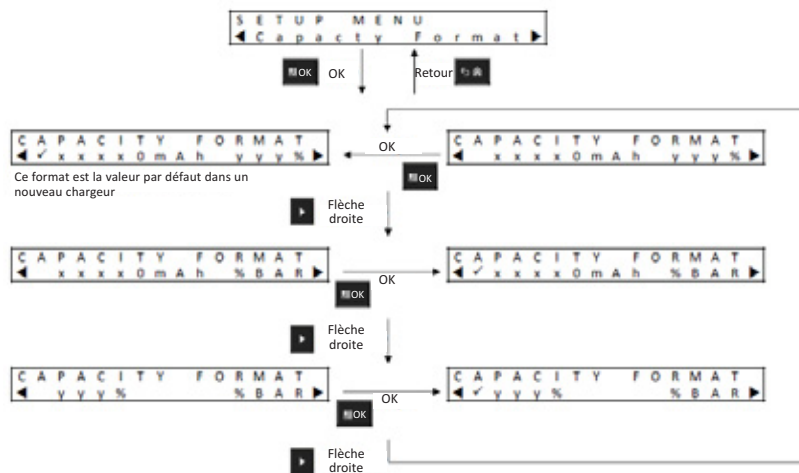 SETUP MENU
◀Capacty Format▶
OK OK Retour
CAPACITY FORMAT
◀✓xxxx0mAh yyy%▶
OK
CAPACITY FORMAT
◀ xxxx0mAh yyy%▶
OK
Ce format est la valeur par défaut dans un
nouveau chargeur
Flèche
droite
CAPACITY FORMAT
◀ xxxx0mAh %BAR▶
OK
OK
CAPACITY FORMAT
◀✓xxxx0mAh %BAR▶
Flèche
droite
CAPACITY FORMAT
◀ yyy% %BAR▶
OK
OK
CAPACITY FORMAT
◀✓yyy% %BAR▶
Flèche
droite